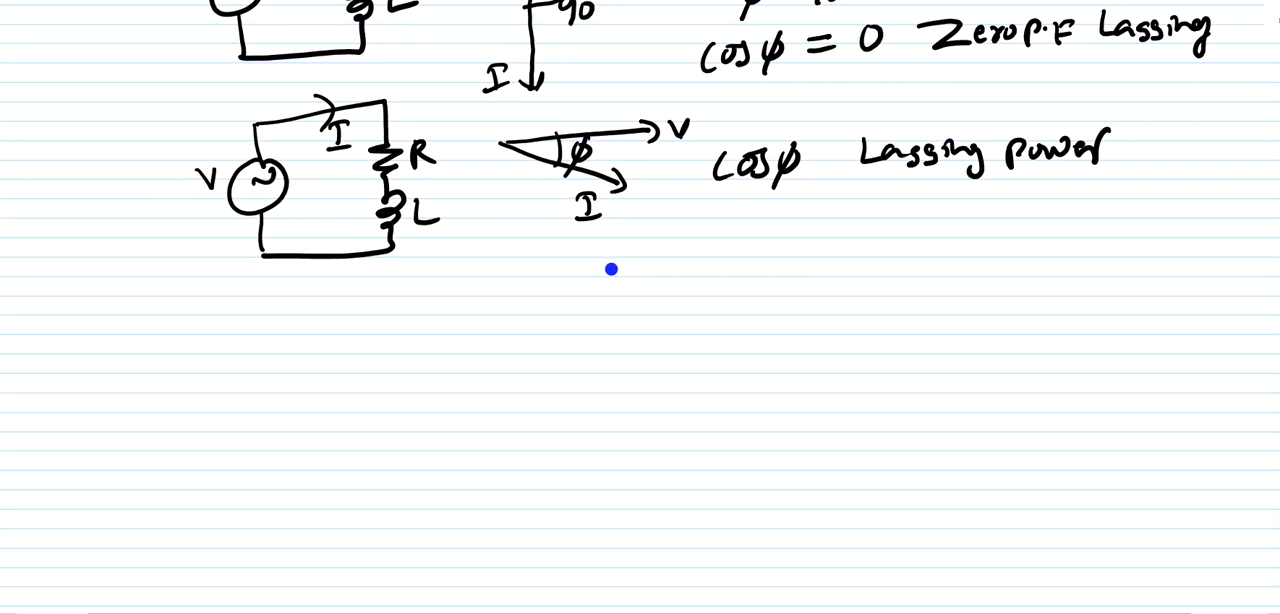 L 90
cos φ = 0 Zero P.F Lagging
I
I
V R φ V cos φ Lagging power
L I